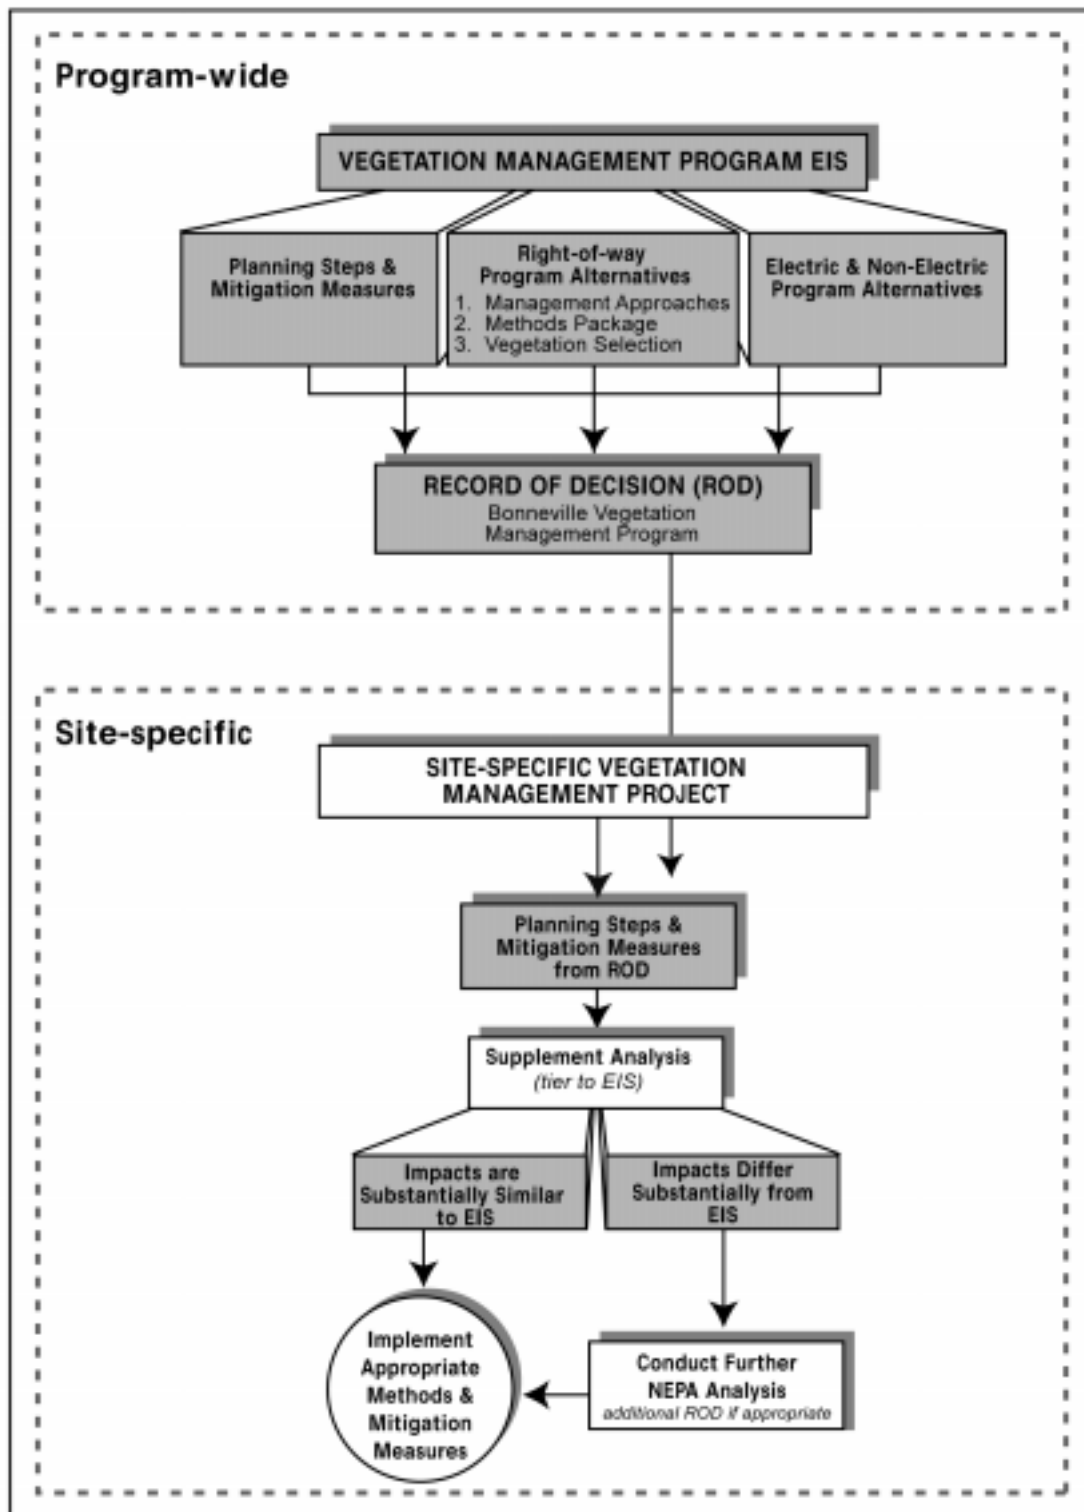 Program-wide
VEGETATION MANAGEMENT PROGRAM EIS
Planning Steps &
Mitigation Measures
Right-of-way
Program Alternatives
1. Management Approaches
2. Methods Package
3. Vegetation Selection
Electric & Non-Electric
Program Alternatives
RECORD OF DECISION (ROD)
Bonneville Vegetation
Management Program
Site-specific
SITE-SPECIFIC VEGETATION
MANAGEMENT PROJECT
Planning Steps &
Mitigation Measures
from ROD
Supplement Analysis
(tier to EIS)
Impacts are
Substantially Similar
to EIS
Impacts Differ
Substantially from
EIS
Implement
Appropriate
Methods &
Mitigation
Measures
Conduct Further
NEPA Analysis
additional ROD if appropriate